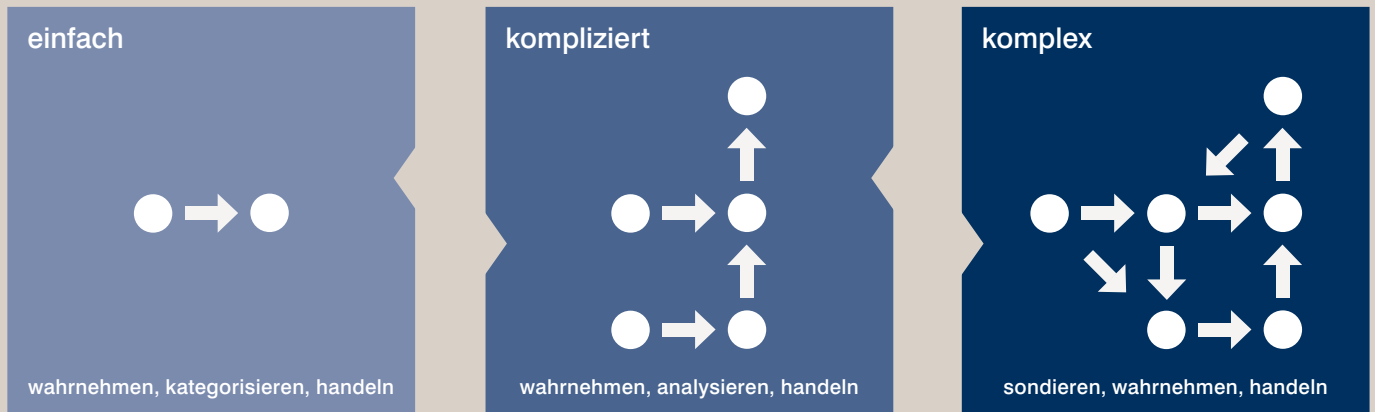 einfach
wahrnehmen, kategorisieren, handeln
kompliziert
wahrnehmen, analysieren, handeln
komplex
sondieren, wahrnehmen, handeln